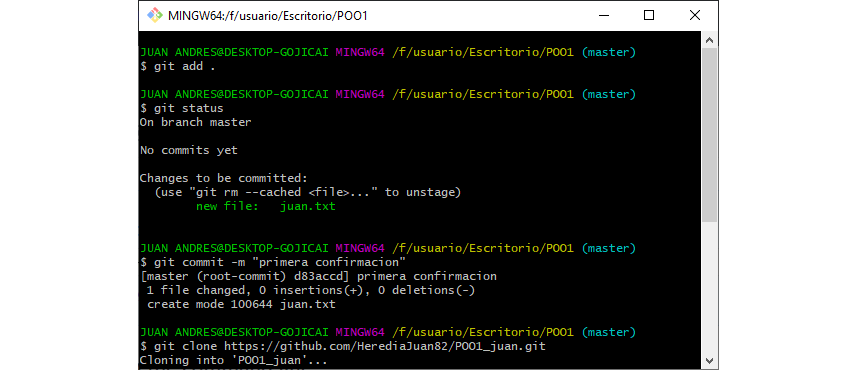 MINGW64:/f/usuario/Escritorio/POO1
JUAN ANDRES@DESKTOP-GOJICAI MINGW64 /f/usuario/Escritorio/POO1 (master)
$ git add .
JUAN ANDRES@DESKTOP-GOJICAI MINGW64 /f/usuario/Escritorio/POO1 (master)
$ git status
On branch master
No commits yet
Changes to be committed:
  (use "git rm --cached <file>..." to unstage)
        new file:   juan.txt
JUAN ANDRES@DESKTOP-GOJICAI MINGW64 /f/usuario/Escritorio/POO1 (master)
$ git commit -m "primera confirmacion"
[master (root-commit) d83accd] primera confirmacion
 1 file changed, 0 insertions(+), 0 deletions(-)
 create mode 100644 juan.txt
JUAN ANDRES@DESKTOP-GOJICAI MINGW64 /f/usuario/Escritorio/POO1 (master)
$ git clone https://github.com/HerediaJuan82/POO1_juan.git
Cloning into 'POO1_juan'...